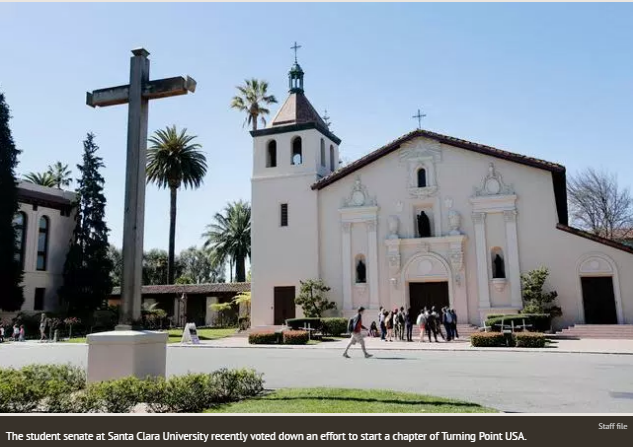 Staff file
The student senate at Santa Clara University recently voted down an effort to start a chapter of Turning Point USA.